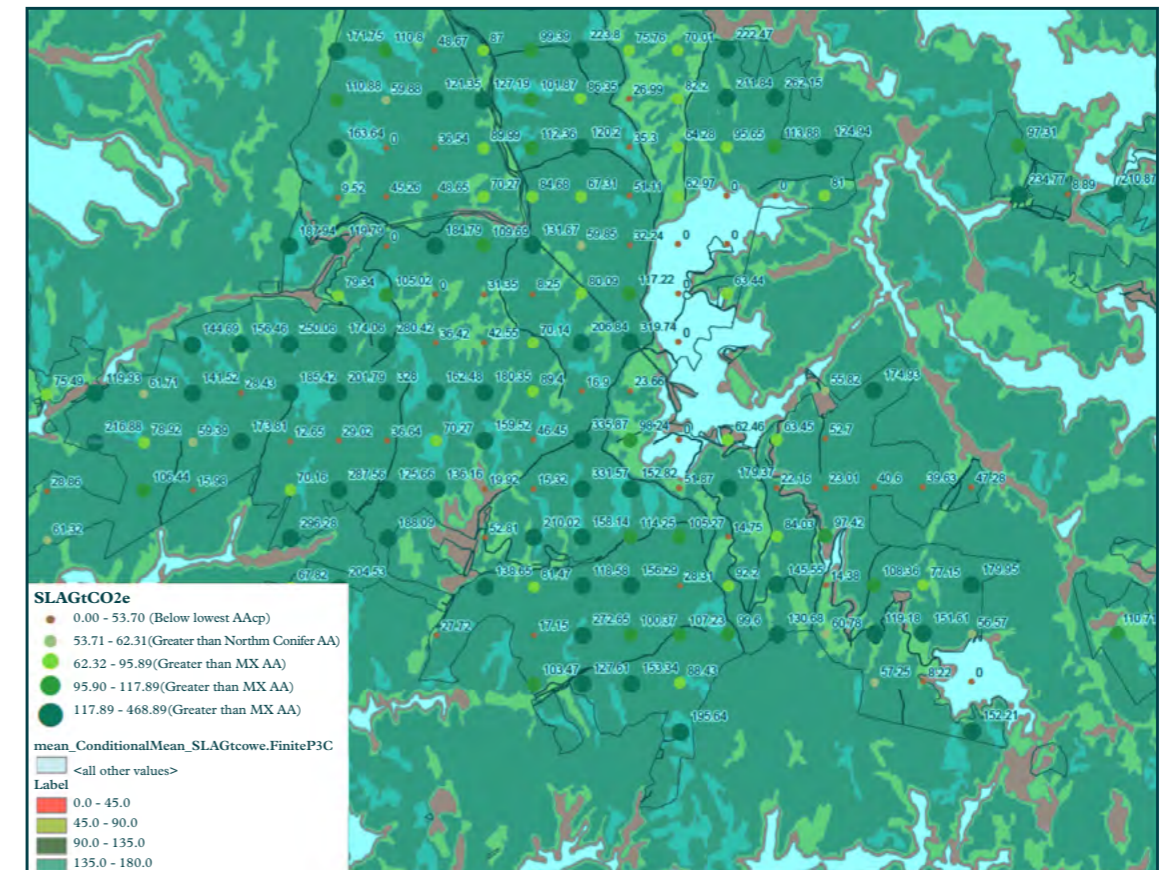 171.75 110.8 48.67 87 99.39 223.8 75.76 70.01 222.47
110.88 59.88 121.35 127.19 101.87 86.35 26.99 82.2 211.84 262.15
163.64 0 36.54 89.99 112.36 120.2 35.3 64.28 95.65 113.88 124.94 97.31
9.52 45.26 48.65 70.27 84.68 67.31 51.11 62.97 0 0 81 234.77 8.89 210.87
187.94 119.79 0 184.79 109.69 131.67 59.85 32.24 0 0
79.34 105.02 0 31.35 8.25 80.09 117.22 0 63.44
144.69 156.46 250.06 174.06 280.42 36.42 42.55 70.14 206.84 319.74 0
75.49 119.93 61.71 141.52 28.43 185.42 201.79 328 162.48 180.35 89.4 16.9 23.66 55.82 174.93
216.88 78.92 59.39 173.81 12.65 29.02 36.64 70.27 159.52 46.45 335.87 98.24 0 62.46 63.45 52.7
28.86 106.44 15.98 70.16 287.56 125.66 136.16 19.92 15.32 331.57 152.82 51.87 179.37 22.16 23.01 40.6 39.63 47.28
61.32 296.28 188.09 52.81 210.02 158.14 114.25 105.27 14.75 84.03 97.42
67.82 204.53 138.65 81.47 118.58 156.29 28.31 92.2 145.55 14.38 108.36 77.15 179.95
27.72 17.15 272.65 100.37 107.23 99.6 130.68 60.78 119.18 151.61 56.57 110.71
103.47 127.61 153.34 88.43 57.25 8.22 0
195.64 152.21
SLAGtCO2e
0.00 - 53.70 (Below lowest AAcp)
53.71 - 62.31(Greater than Northm Conifer AA)
62.32 - 95.89(Greater than MX AA)
95.90 - 117.89(Greater than MX AA)
117.89 - 468.89(Greater than MX AA)
mean_ConditionalMean_SLAGtcowe.FiniteP3C
<all other values>
Label
0.0 - 45.0
45.0 - 90.0
90.0 - 135.0
135.0 - 180.0